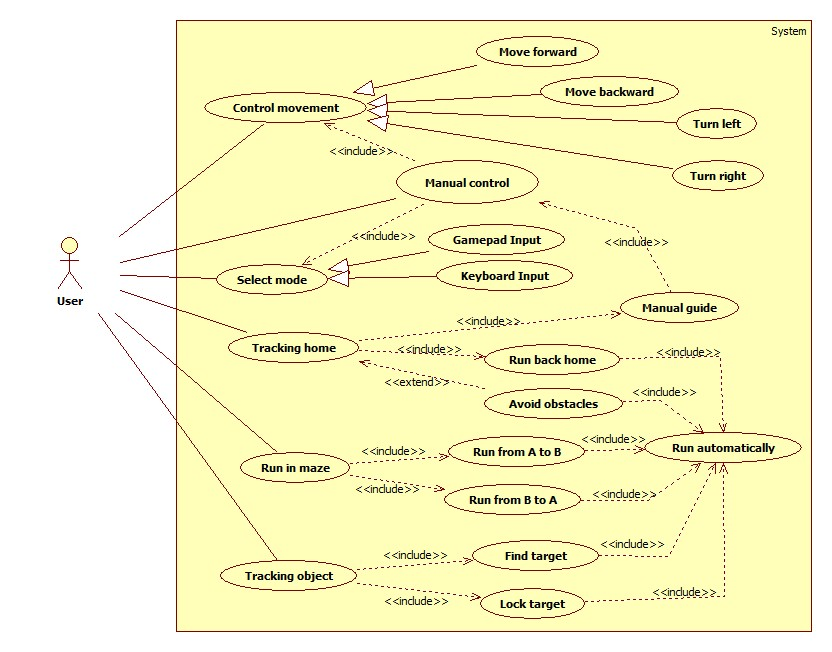 System
Move forward
Move backward
Control movement
Turn left
<<include>>
Turn right
Manual control
<<include>>
Gamepad Input
<<include>>
User
Select mode
Keyboard Input
Manual guide
<<include>>
Tracking home
<<include>>
Run back home
<<include>>
<<extend>>
Avoid obstacles
<<include>>
Run automatically
Run in maze
<<include>>
Run from A to B
<<include>>
<<include>>
Run from B to A
<<include>>
Tracking object
<<include>>
Find target
<<include>>
<<include>>
Lock target
<<include>>